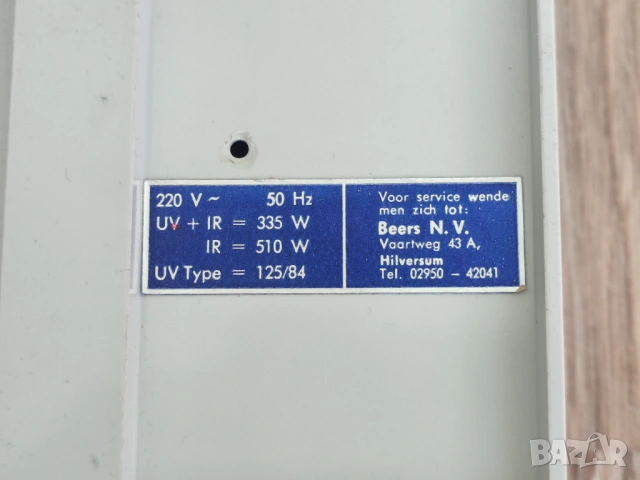 220 V ~ 50 Hz
UV + IR = 335 W
IR = 510 W
UV Type = 125/84
Voor service wende
men zich tot:
Beers N. V.
Vaartweg 43 A,
Hilversum
Tel. 02950 - 42041
BAZAR